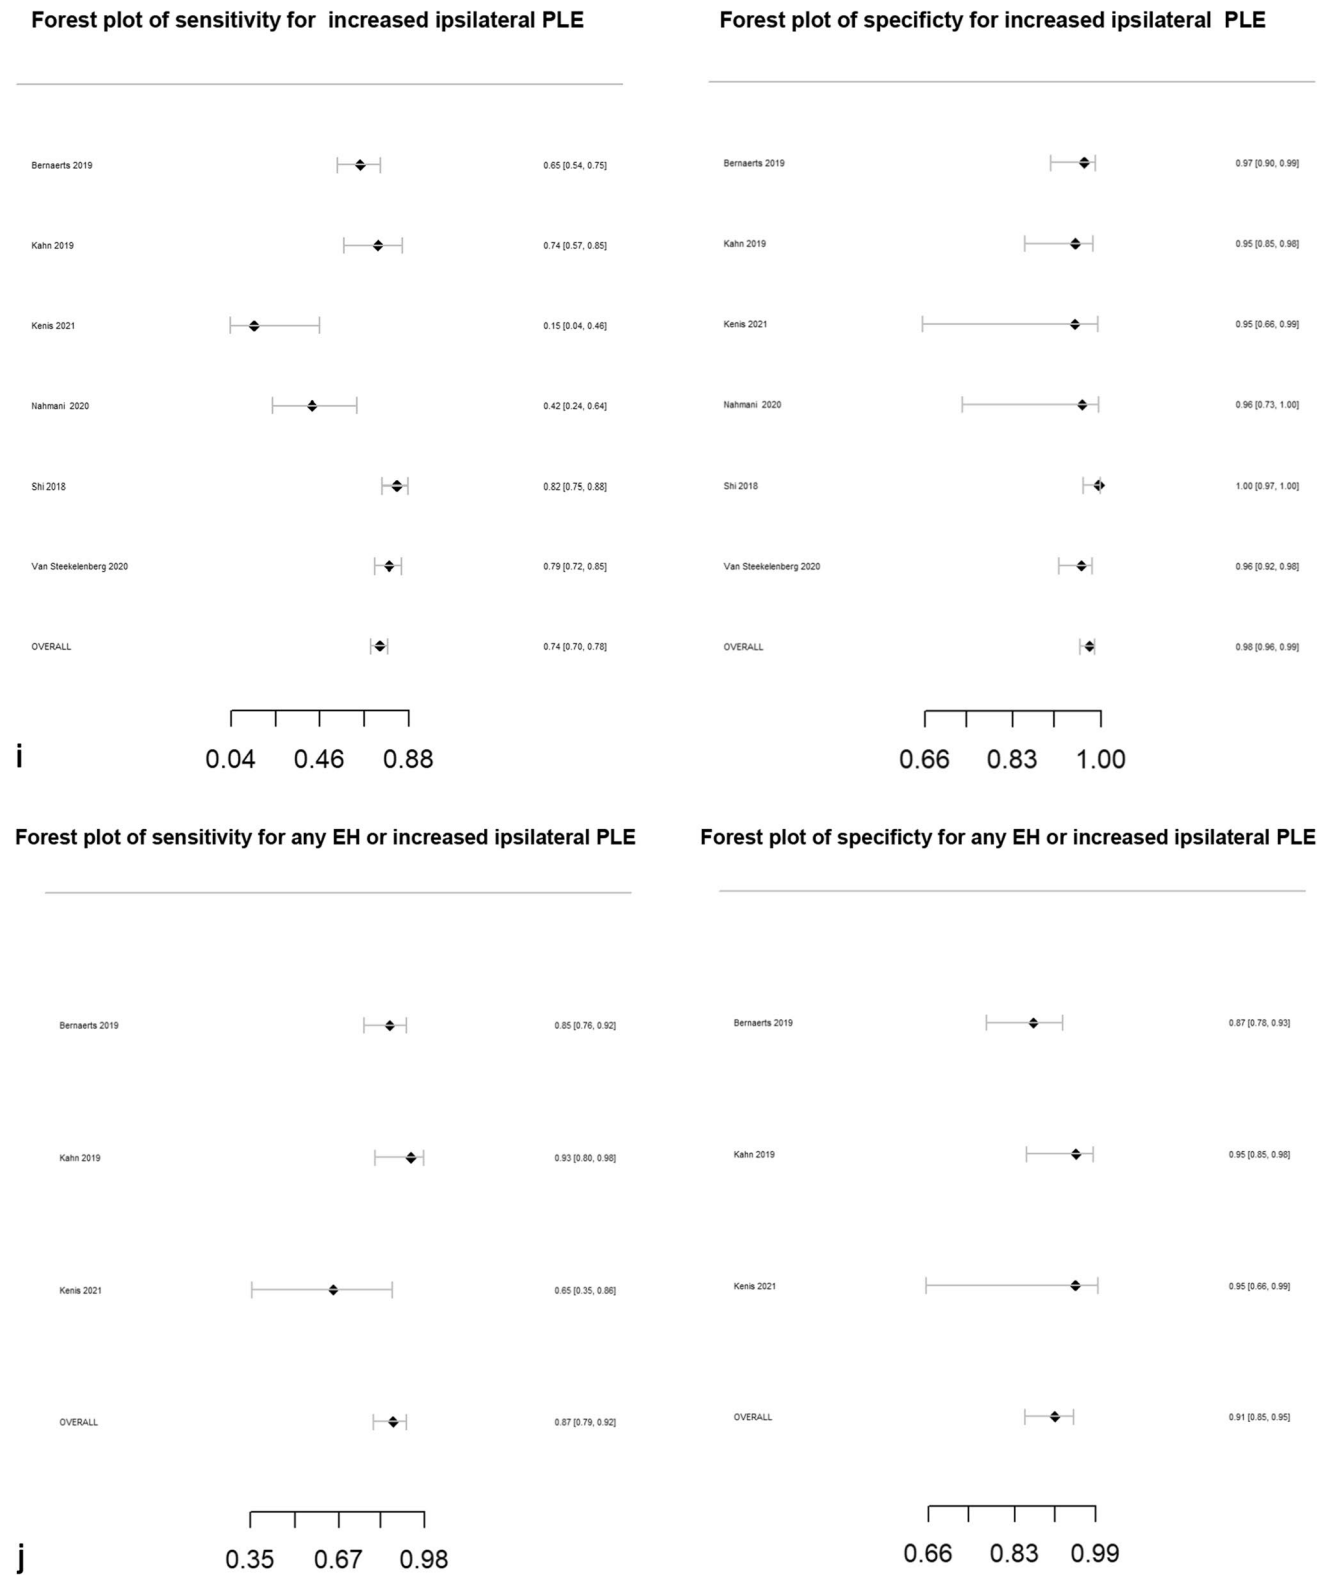 Forest plot of sensitivity for increased ipsilateral PLE
Bernaerts 2019 0.65 [0.54, 0.75]
Kahn 2019 0.74 [0.57, 0.85]
Kenis 2021 0.15 [0.04, 0.46]
Nahmani 2020 0.42 [0.24, 0.64]
Shi 2018 0.82 [0.75, 0.88]
Van Steekelenberg 2020 0.79 [0.72, 0.85]
OVERALL 0.74 [0.70, 0.78]
0.04 0.46 0.88
i
Forest plot of specificty for increased ipsilateral PLE
Bernaerts 2019 0.97 [0.90, 0.99]
Kahn 2019 0.95 [0.85, 0.98]
Kenis 2021 0.95 [0.66, 0.99]
Nahmani 2020 0.96 [0.73, 1.00]
Shi 2018 1.00 [0.97, 1.00]
Van Steekelenberg 2020 0.96 [0.92, 0.98]
OVERALL 0.98 [0.96, 0.99]
0.66 0.83 1.00
Forest plot of sensitivity for any EH or increased ipsilateral PLE
Bernaerts 2019 0.85 [0.76, 0.92]
Kahn 2019 0.93 [0.80, 0.98]
Kenis 2021 0.65 [0.35, 0.86]
OVERALL 0.87 [0.79, 0.92]
0.35 0.67 0.98
j
Forest plot of specificty for any EH or increased ipsilateral PLE
Bernaerts 2019 0.87 [0.78, 0.93]
Kahn 2019 0.95 [0.85, 0.98]
Kenis 2021 0.95 [0.66, 0.99]
OVERALL 0.91 [0.85, 0.95]
0.66 0.83 0.99